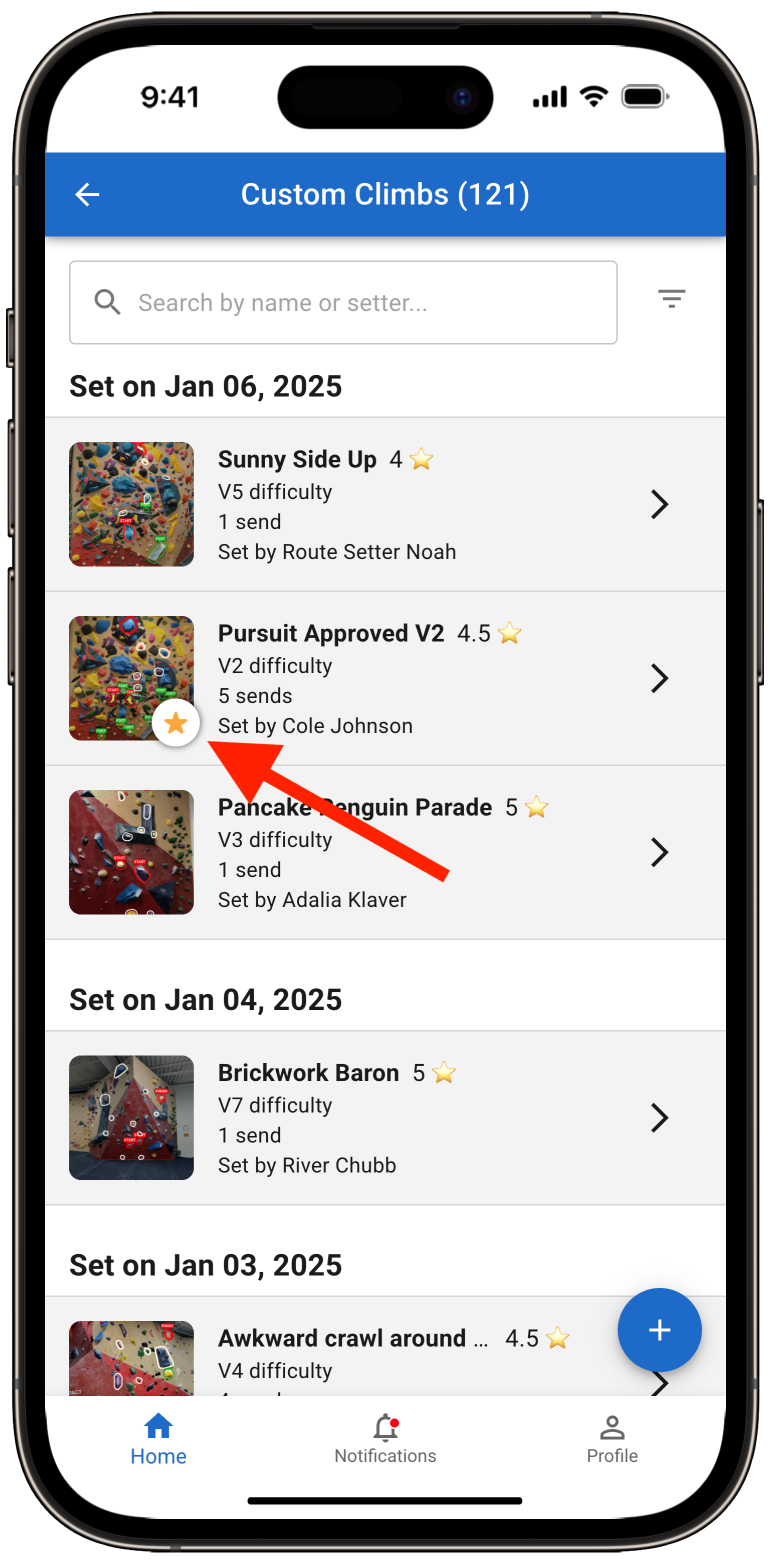 9:41
Custom Climbs (121)
Search by name or setter...
Set on Jan 06, 2025
Sunny Side Up 4 ⭐
V5 difficulty
1 send
Set by Route Setter Noah
Pursuit Approved V2 4.5 ⭐
V2 difficulty
5 sends
Set by Cole Johnson
Pancake Penguin Parade 5 ⭐
V3 difficulty
1 send
Set by Adalia Klaver
Set on Jan 04, 2025
Brickwork Baron 5 ⭐
V7 difficulty
1 send
Set by River Chubb
Set on Jan 03, 2025
Awkward crawl around ... 4.5 ⭐
V4 difficulty
Home
Notifications
Profile